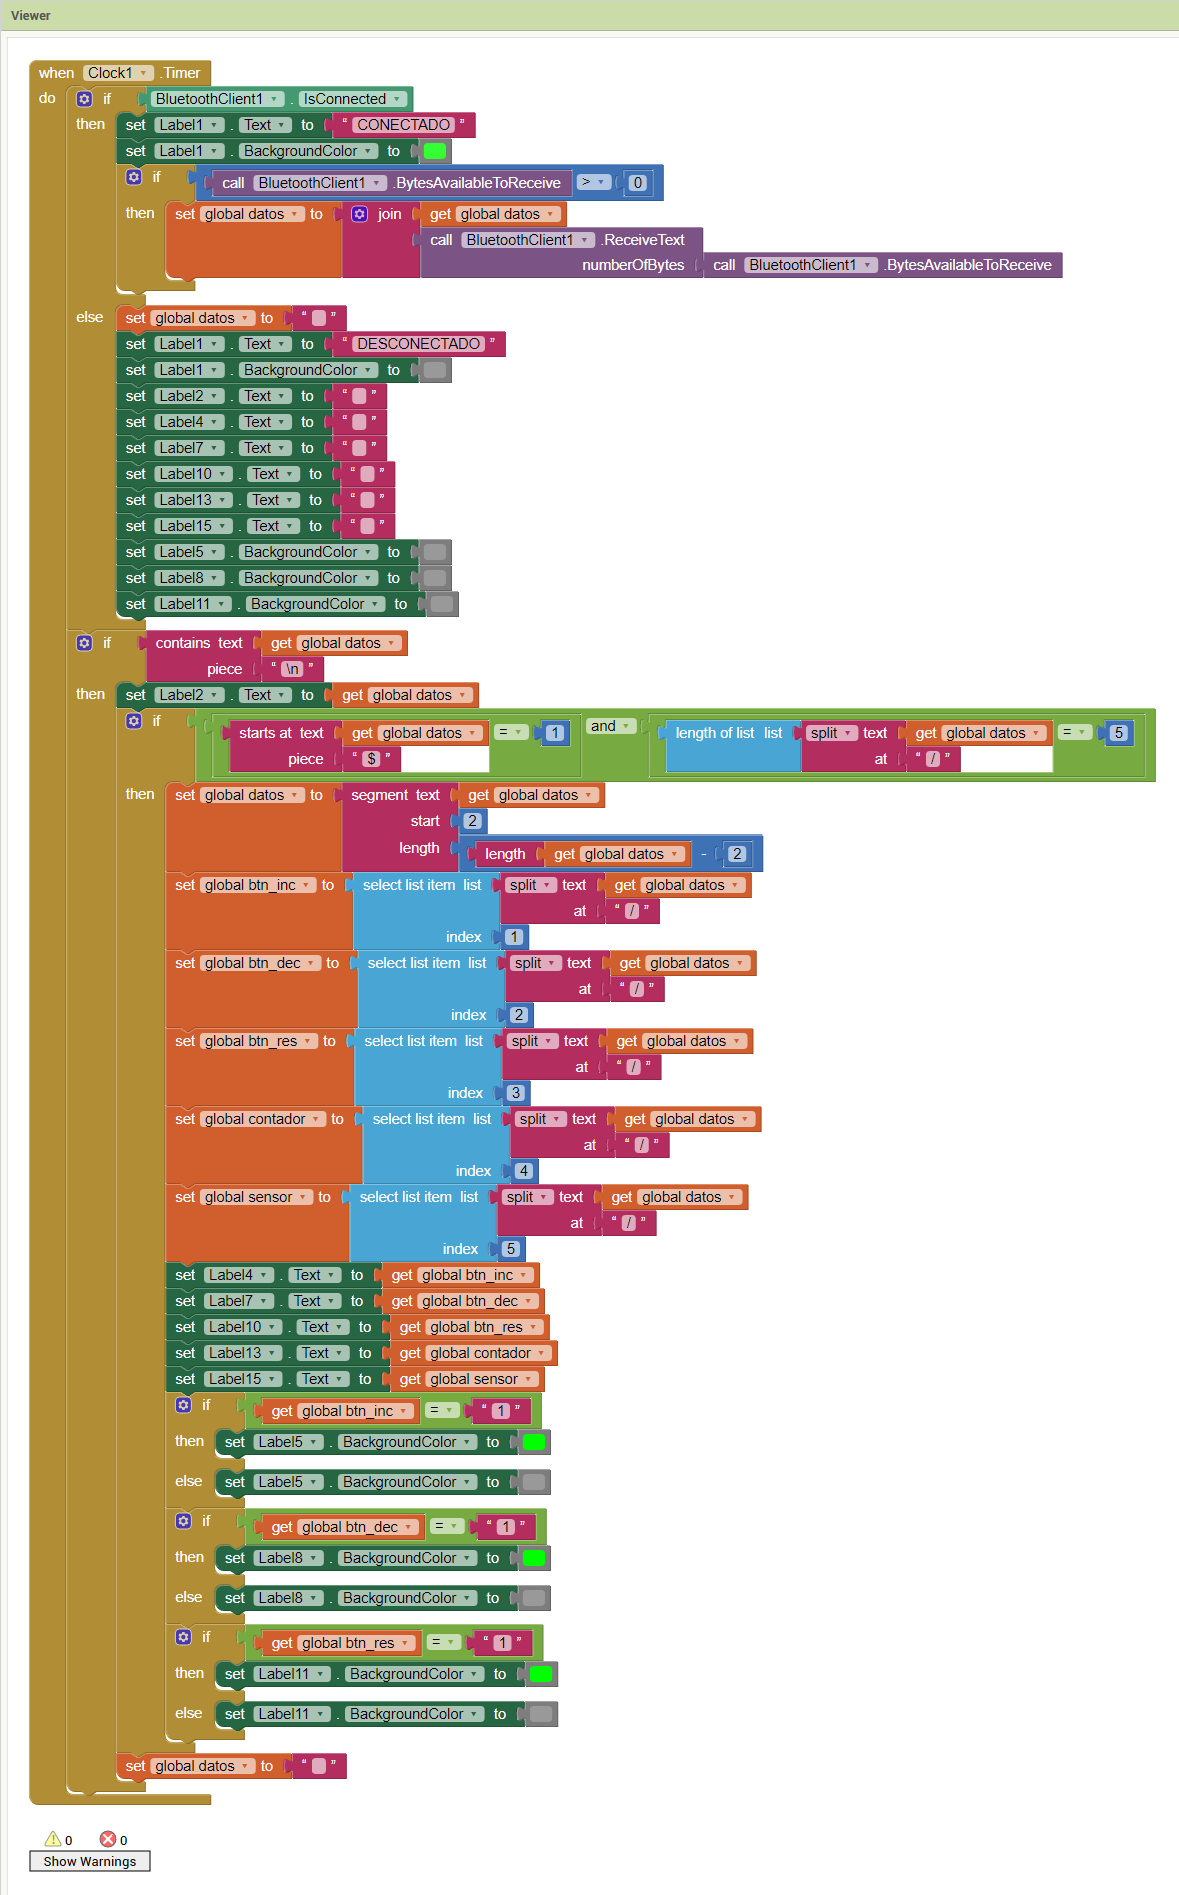 Viewer
when Clock1 .Timer
do if BluetoothClient1 . IsConnected
then set Label1 . Text to “ CONECTADO ”
set Label1 . BackgroundColor to
if call BluetoothClient1 .BytesAvailableToReceive > 0
then set global datos to join get global datos
call BluetoothClient1 .ReceiveText
numberOfBytes call BluetoothClient1 .BytesAvailableToReceive
else set global datos to “ ”
set Label1 . Text to “ DESCONECTADO ”
set Label1 . BackgroundColor to
set Label2 . Text to “ ”
set Label4 . Text to “ ”
set Label7 . Text to “ ”
set Label10 . Text to “ ”
set Label13 . Text to “ ”
set Label15 . Text to “ ”
set Label5 . BackgroundColor to
set Label8 . BackgroundColor to
set Label11 . BackgroundColor to
if contains text get global datos
piece “ \n ”
then set Label2 . Text to get global datos
if starts at text get global datos = 1 and length of list list split text get global datos = 5
piece “ $ ” at “ / ”
then set global datos to segment text get global datos
start 2
length length get global datos - 2
set global btn_inc to select list item list split text get global datos
at “ / ”
index 1
set global btn_dec to select list item list split text get global datos
at “ / ”
index 2
set global btn_res to select list item list split text get global datos
at “ / ”
index 3
set global contador to select list item list split text get global datos
at “ / ”
index 4
set global sensor to select list item list split text get global datos
at “ / ”
index 5
set Label4 . Text to get global btn_inc
set Label7 . Text to get global btn_dec
set Label10 . Text to get global btn_res
set Label13 . Text to get global contador
set Label15 . Text to get global sensor
if get global btn_inc = “ 1 ”
then set Label5 . BackgroundColor to
else set Label5 . BackgroundColor to
if get global btn_dec = “ 1 ”
then set Label8 . BackgroundColor to
else set Label8 . BackgroundColor to
if get global btn_res = “ 1 ”
then set Label11 . BackgroundColor to
else set Label11 . BackgroundColor to
set global datos to “ ”
0 0
Show Warnings